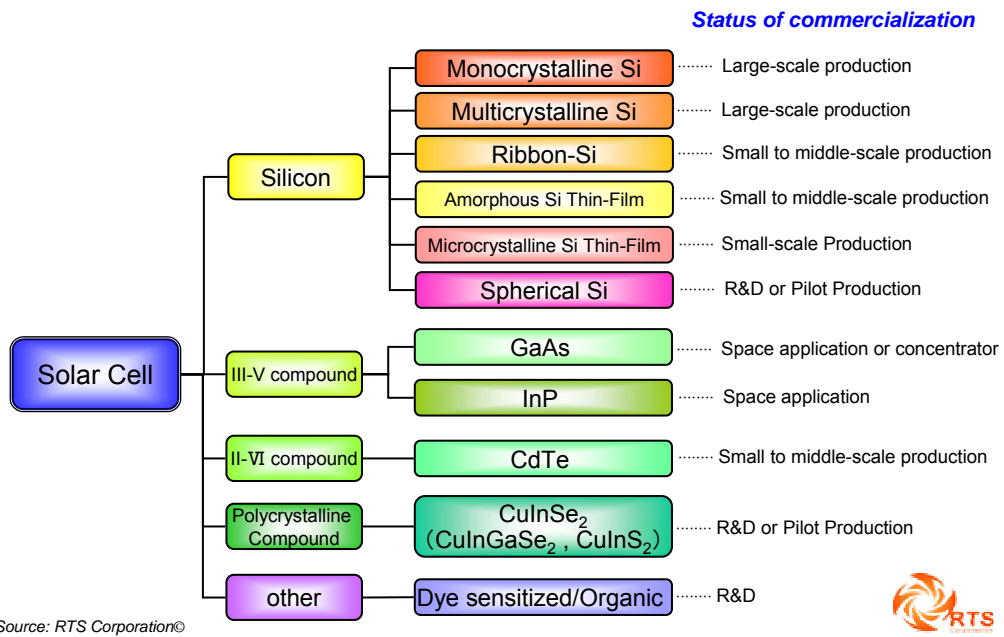 Status of commercialization
Monocrystalline Si
Large-scale production
Multicrystalline Si
Large-scale production
Ribbon-Si
Small to middle-scale production
Silicon
Amorphous Si Thin-Film
Small to middle-scale production
Microcrystalline Si Thin-Film
Small-scale Production
Spherical Si
R&D or Pilot Production
Solar Cell
III-V compound
GaAs
Space application or concentrator
InP
Space application
II-VI compound
CdTe
Small to middle-scale production
Polycrystalline
Compound
CuInSe2
(CuInGaSe2 , CuInS2)
R&D or Pilot Production
other
Dye sensitized/Organic
R&D
Source: RTS Corporation©
RTS